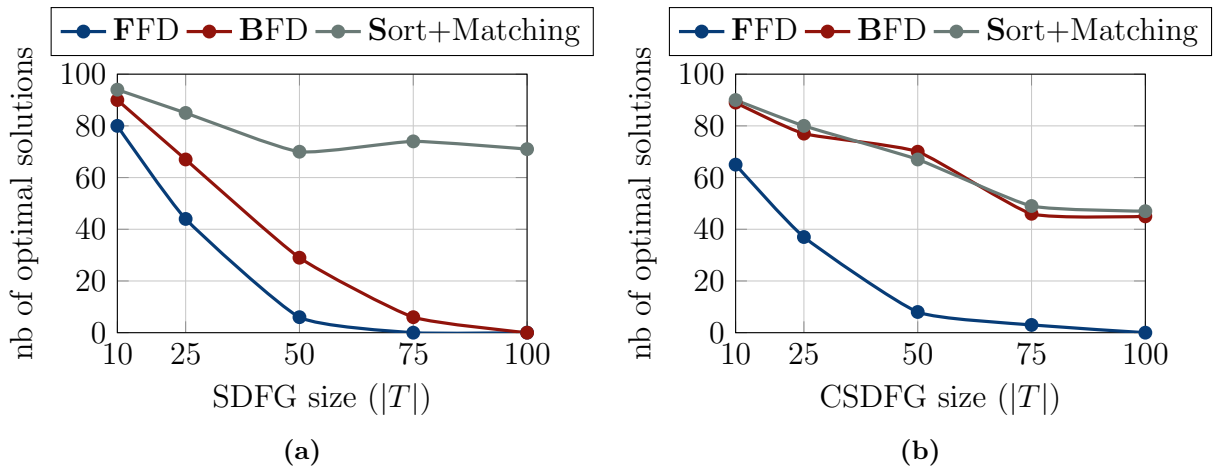 FFD BFD Sort+Matching
nb of optimal solutions
100
80
60
40
20
0
10 25 50 75 100
SDFG size (|T|)
(a)
FFD BFD Sort+Matching
nb of optimal solutions
100
80
60
40
20
0
10 25 50 75 100
CSDFG size (|T|)
(b)